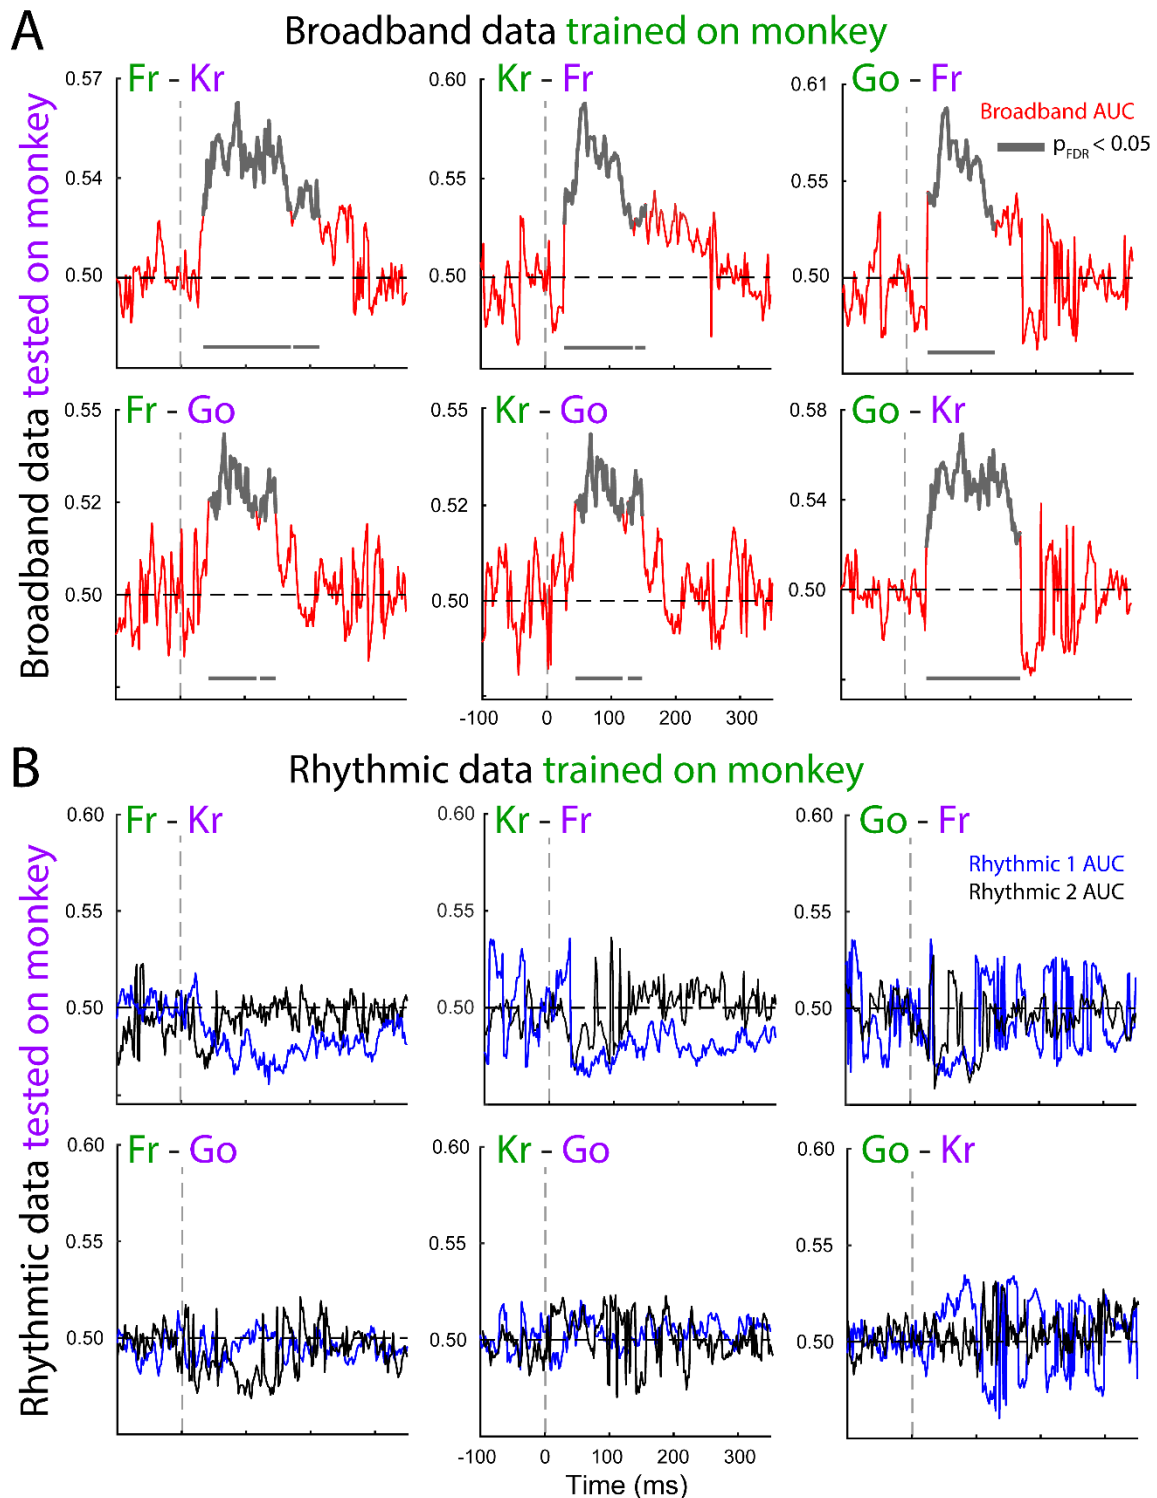 A
Broadband data trained on monkey
Broadband data tested on monkey
Fr - Kr
0.57
0.54
0.50
Kr - Fr
0.60
0.55
0.50
Go - Fr
0.61
0.55
0.50
Broadband AUC
pFDR < 0.05
Fr - Go
0.55
0.52
0.50
Kr - Go
0.55
0.52
0.50
-100 0 100 200 300
Go - Kr
0.58
0.54
0.50
B
Rhythmic data trained on monkey
Rhythmtic data tested on monkey
Fr - Kr
0.60
0.55
0.50
Kr - Fr
0.60
0.55
0.50
Go - Fr
0.60
0.55
0.50
Rhythmic 1 AUC
Rhythmic 2 AUC
Fr - Go
0.60
0.55
0.50
Kr - Go
0.60
0.55
0.50
-100 0 100 200 300
Time (ms)
Go - Kr
0.60
0.55
0.50